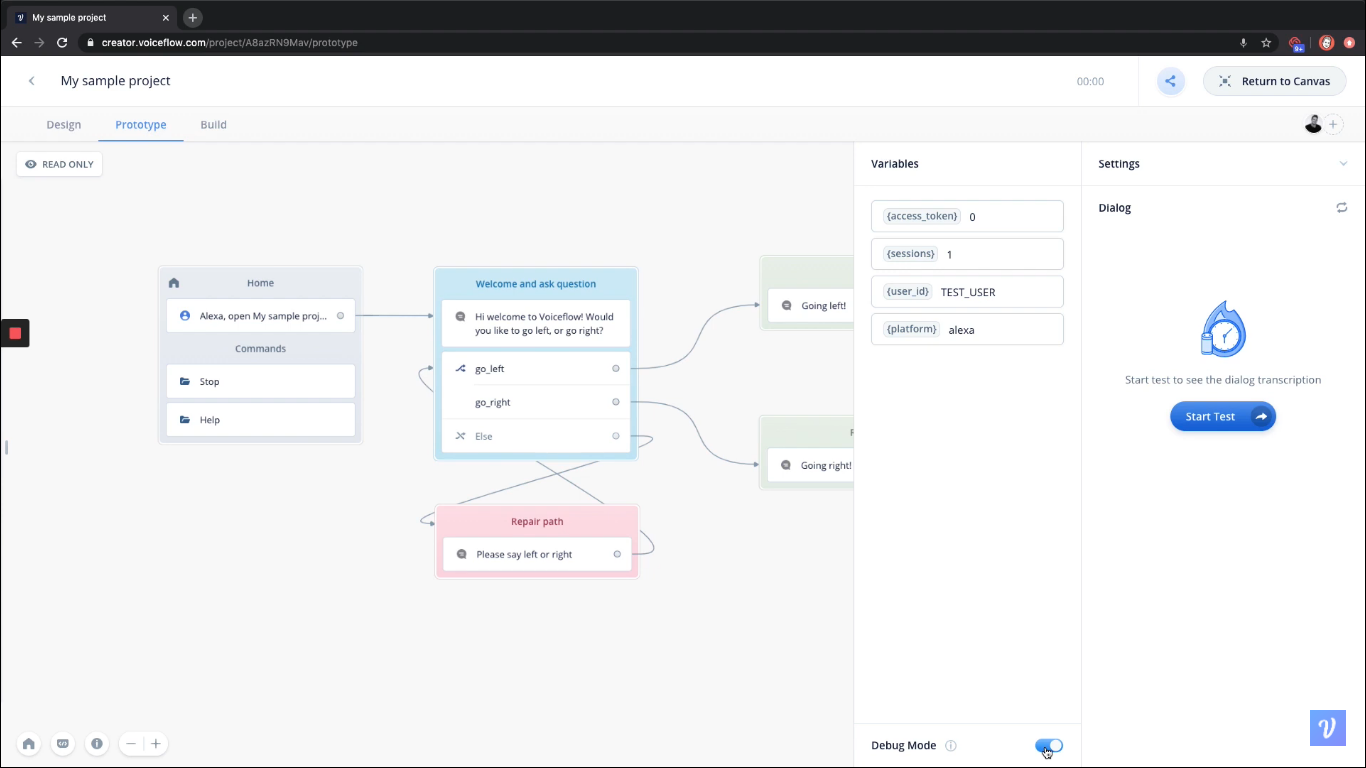 My sample project
creator.voiceflow.com/project/A8azRN9Mav/prototype
9+
My sample project
00:00
Return to Canvas
Design
Prototype
Build
READ ONLY
Home
Alexa, open My sample proj...
Commands
Stop
Help
Welcome and ask question
Hi welcome to Voiceflow! Would
you like to go left, or go right?
go_left
go_right
Else
Repair path
Please say left or right
Going left!
Going right!
Variables
{access_token} 0
{sessions} 1
{user_id} TEST_USER
{platform} alexa
Debug Mode
Settings
Dialog
Start test to see the dialog transcription
Start Test